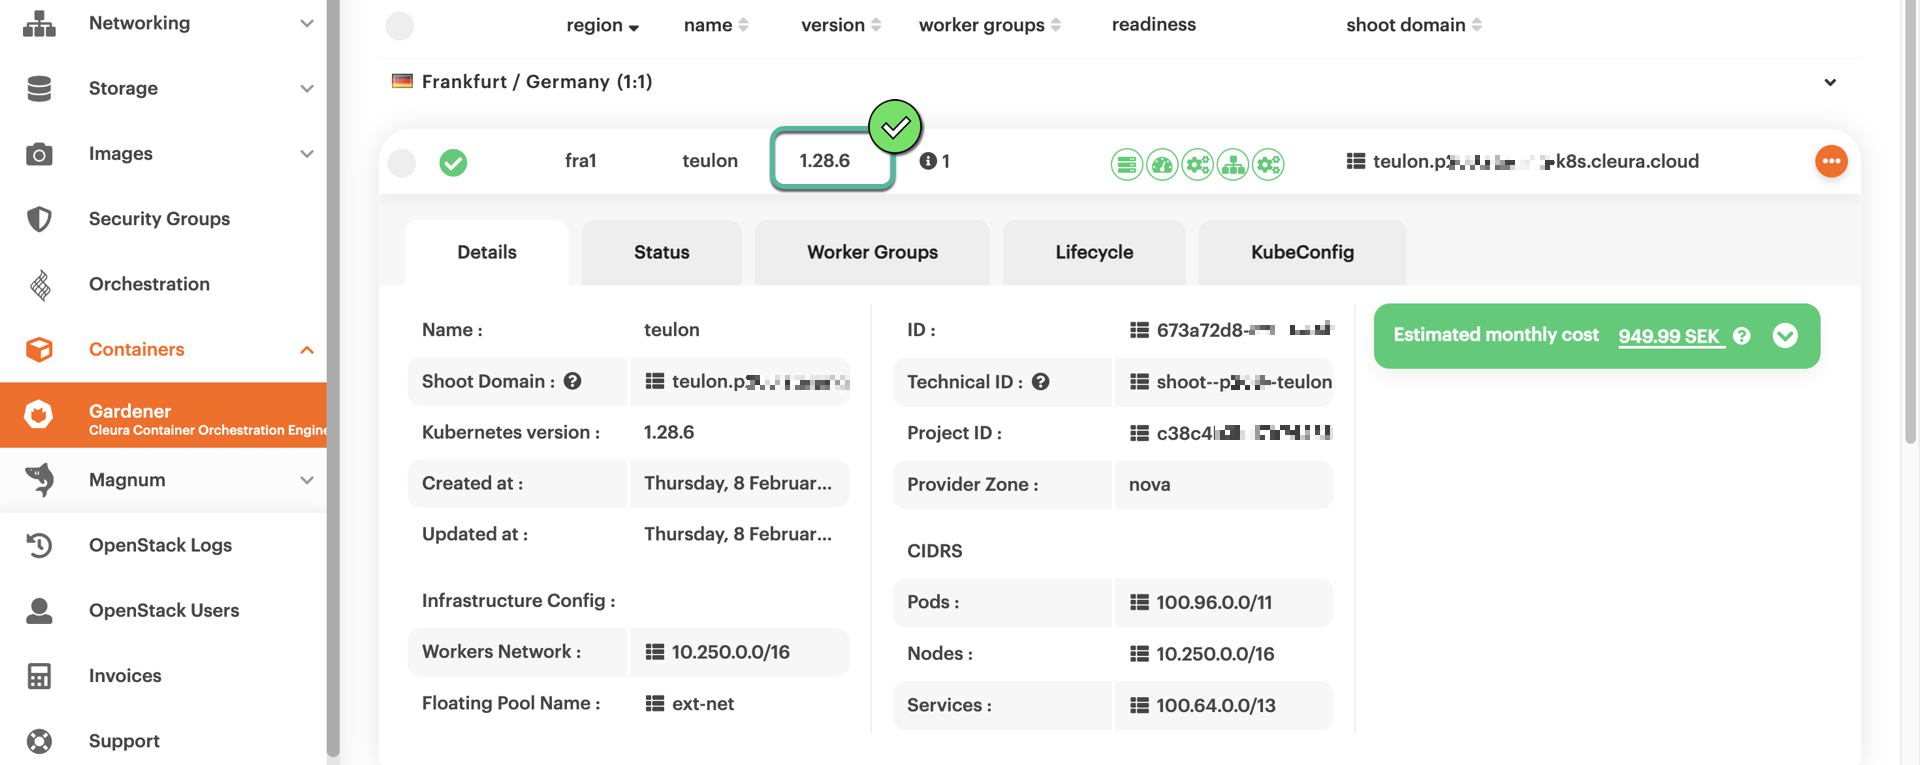 Networking
Storage
Images
Security Groups
Orchestration
Containers
Gardener
Cleura Container Orchestration Engine
Magnum
OpenStack Logs
OpenStack Users
Invoices
Support
region name version worker groups readiness shoot domain
Frankfurt / Germany (1:1)
fra1 teulon 1.28.6 1 teulon.p k8s.cleura.cloud
Details Status Worker Groups Lifecycle KubeConfig
Name : teulon
Shoot Domain : teulon.p
Kubernetes version : 1.28.6
Created at : Thursday, 8 Februar...
Updated at : Thursday, 8 Februar...
Infrastructure Config :
Workers Network : 10.250.0.0/16
Floating Pool Name : ext-net
ID : 673a72d8-
Technical ID : shoot--p -teulon
Project ID : c38c4
Provider Zone : nova
CIDRS
Pods : 100.96.0.0/11
Nodes : 10.250.0.0/16
Services : 100.64.0.0/13
Estimated monthly cost 949.99 SEK